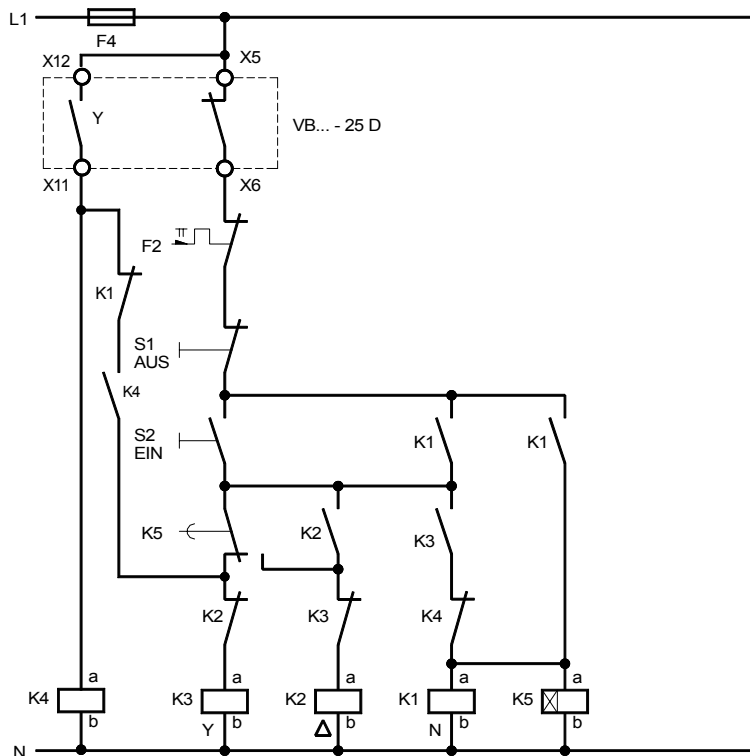 L1
F4
X12
X5
Y
VB... - 25 D
X11
X6
F2
K1
S1
AUS
K4
S2
EIN
K1
K1
K5
K2
K3
K2
K3
K4
a
a
a
a
a
K4
K3
K2
K1
K5
b
b
b
b
b
Y
Δ
N
N